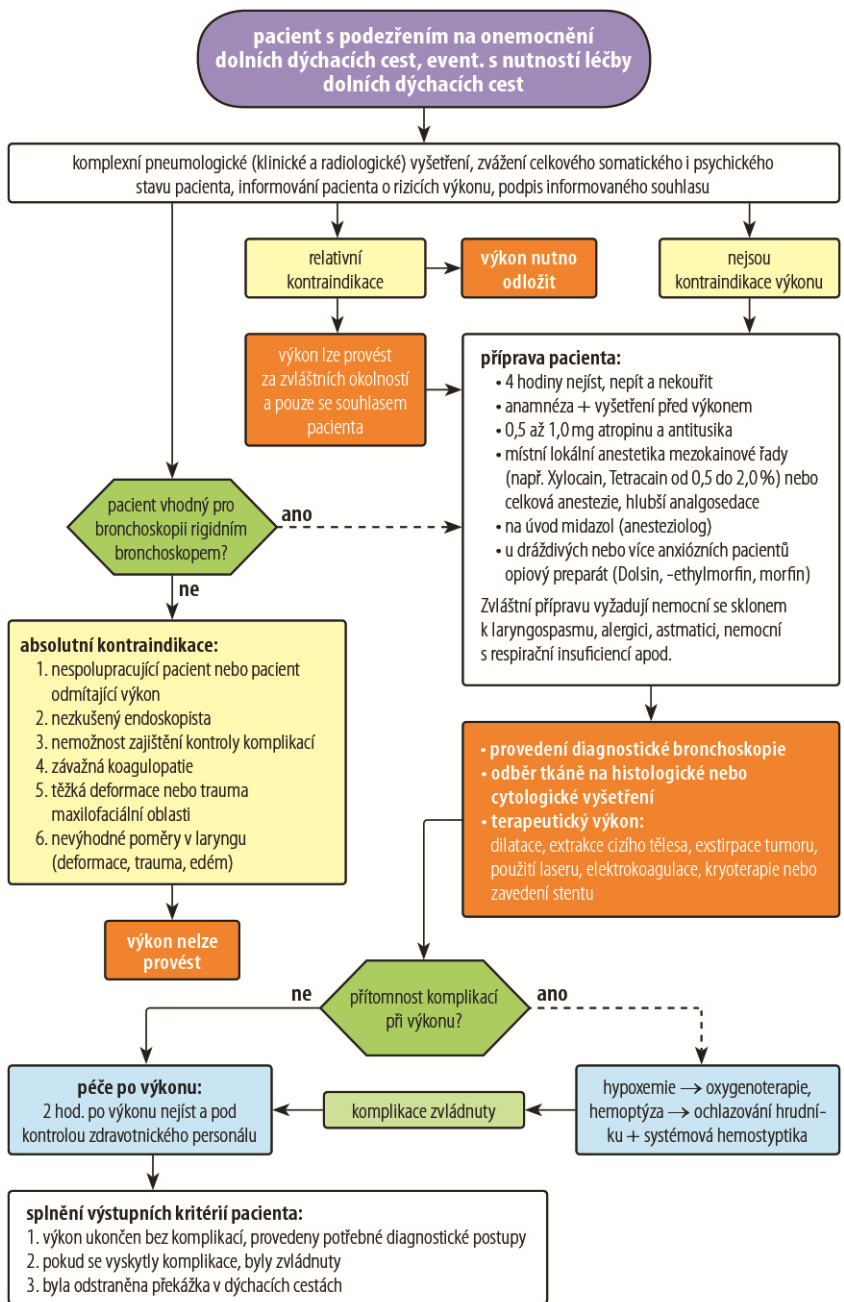 pacient s podezřením na onemocnění
dolních dýchacích cest, event. s nutností léčby
dolních dýchacích cest
komplexní pneumologické (klinické a radiologické) vyšetření, zvážení celkového somatického i psychického
stavu pacienta, informování pacienta o rizicích výkonu, podpis informovaného souhlasu
relativní
kontraindikace
výkon nutno
odložit
nejsou
kontraindikace výkonu
výkon lze provést
za zvláštních okolností
a pouze se souhlasem
pacienta
příprava pacienta:
• 4 hodiny nejíst, nepít a nekouřit
• anamnéza + vyšetření před výkonem
• 0,5 až 1,0 mg atropinu a antitusika
• místní lokální anestetika mezokainové řady
(např. Xylocain, Tetracain od 0,5 do 2,0 %) nebo
celková anestezie, hlubší analgosedace
• na úvod midazol (anesteziolog)
• u dráždivých nebo více anxiózních pacientů
opiový preparát (Dolsin, -ethylmorfin, morfin)
Zvláštní přípravu vyžadují nemocní se sklonem
k laryngospasmu, alergici, astmatici, nemocní
s respirační insuficiencí apod.
pacient vhodný pro
bronchoskopii rigidním
bronchoskopem?
ano
ne
absolutní kontraindikace:
1. nespolupracující pacient nebo pacient
odmítající výkon
2. nezkušený endoskopista
3. nemožnost zajištění kontroly komplikací
4. závažná koagulopatie
5. těžká deformace nebo trauma
maxilofaciální oblasti
6. nevýhodné poměry v laryngu
(deformace, trauma, edém)
výkon nelze
provést
• provedení diagnostické bronchoskopie
• odběr tkáně na histologické nebo
cytologické vyšetření
• terapeutický výkon:
dilatace, extrakce cizího tělesa, exstirpace tumoru,
použití laseru, elektrokoagulace, kryoterapie nebo
zavedení stentu
přítomnost komplikací
při výkonu?
ne
ano
péče po výkonu:
2 hod. po výkonu nejíst a pod
kontrolou zdravotnického personálu
komplikace zvládnuty
hypoxemie → oxygenoterapie,
hemoptýza → ochlazování hrudní-
ku + systémová hemostyptika
splnění výstupních kritérií pacienta:
1. výkon ukončen bez komplikací, provedeny potřebné diagnostické postupy
2. pokud se vyskytly komplikace, byly zvládnuty
3. byla odstraněna překážka v dýchacích cestách